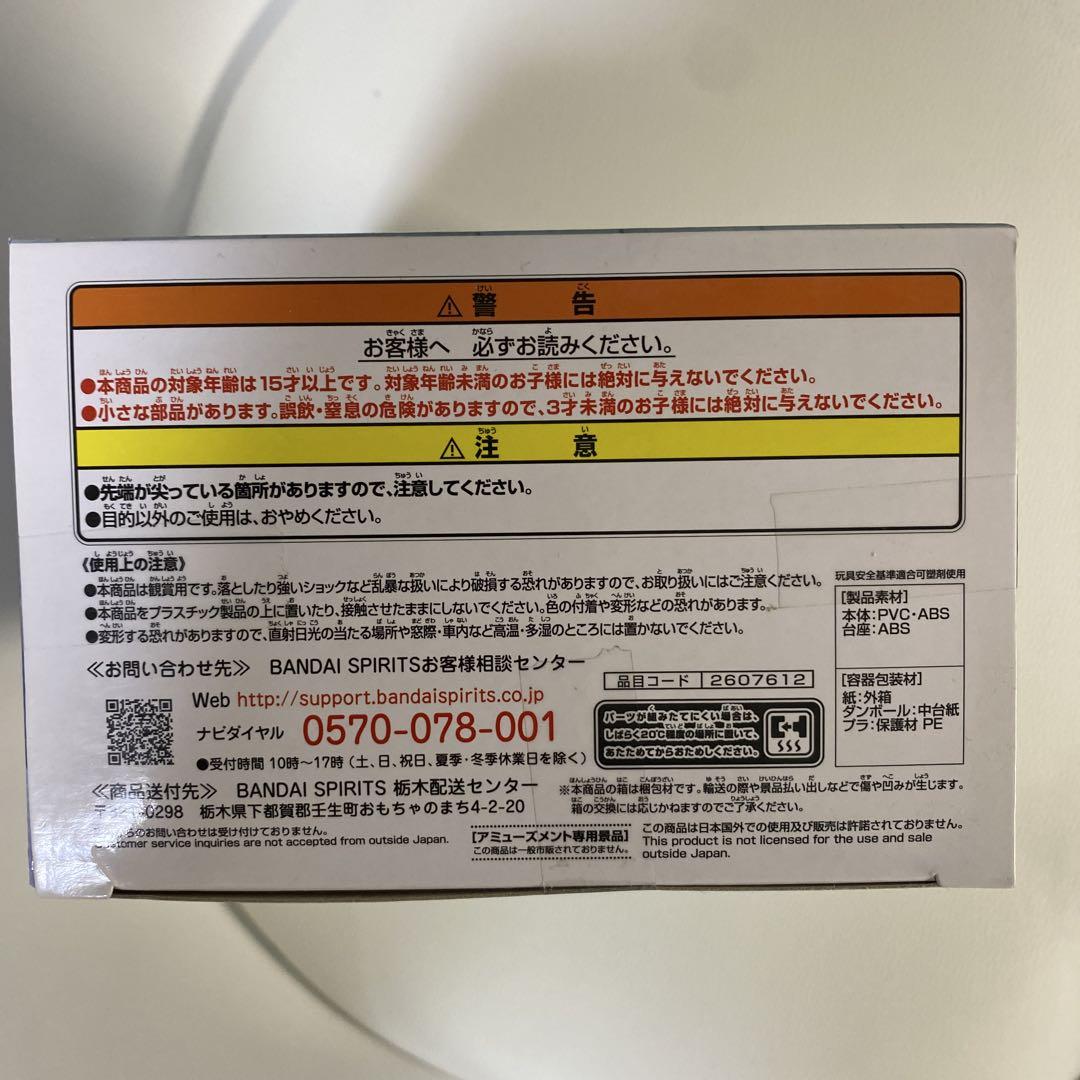 ⚠警告
お客様へ 必ずお読みください。
●本商品の対象年齢は15才以上です。対象年齢未満のお子様には絶対に与えないでください。
●小さな部品があります。誤飲・窒息の危険がありますので、3才未満のお子様には絶対に与えないでください。
⚠注意
●先端が尖っている箇所がありますので、注意してください。
●目的以外のご使用は、おやめください。
《使用上の注意》
●本商品は観賞用です。落としたり強いショックなど乱暴な扱いにより破損する恐れがありますので、お取り扱いにはご注意ください。
●本商品をプラスチック製品の上に置いたり、接触させたままにしないでください。色の付着や変形などの恐れがあります。
●変形する恐れがありますので、直射日光の当たる場所や窓際・車内など高温・多湿のところには置かないでください。
玩具安全基準適合可塑剤使用
[製品素材]
本体:PVC・ABS
台座:ABS
[容器包装材]
紙:外箱
ダンボール:中台紙
プラ:保護材 PE
≪お問い合わせ先≫ BANDAI SPIRITSお客様相談センター
Web http://support.bandaispirits.co.jp
ナビダイヤル 0570-078-001
●受付時間 10時〜17時(土、日、祝日、夏季・冬季休業日を除く)
品目コード 2607612
パーツが組みたてにくい場合は、
しばらく20℃程度の場所に置いて、
あたためてからおためしください。
≪商品送付先≫ BANDAI SPIRITS 栃木配送センター
0298 栃木県下都賀郡壬生町おもちゃのまち4-2-20
※本商品の箱は梱包材です。輸送の際や景品払い出しなどで傷や凹みが生じます。
箱の交換には応じかねますのでご了承ください。
らのお問い合わせは受け付けておりません。
Customer service inquiries are not accepted from outside Japan.
[アミューズメント専用景品]
この商品は一般市販されておりません。
この商品は日本国外での使用及び販売は許諾されておりません。
This product is not licensed for the use and sale
outside Japan.